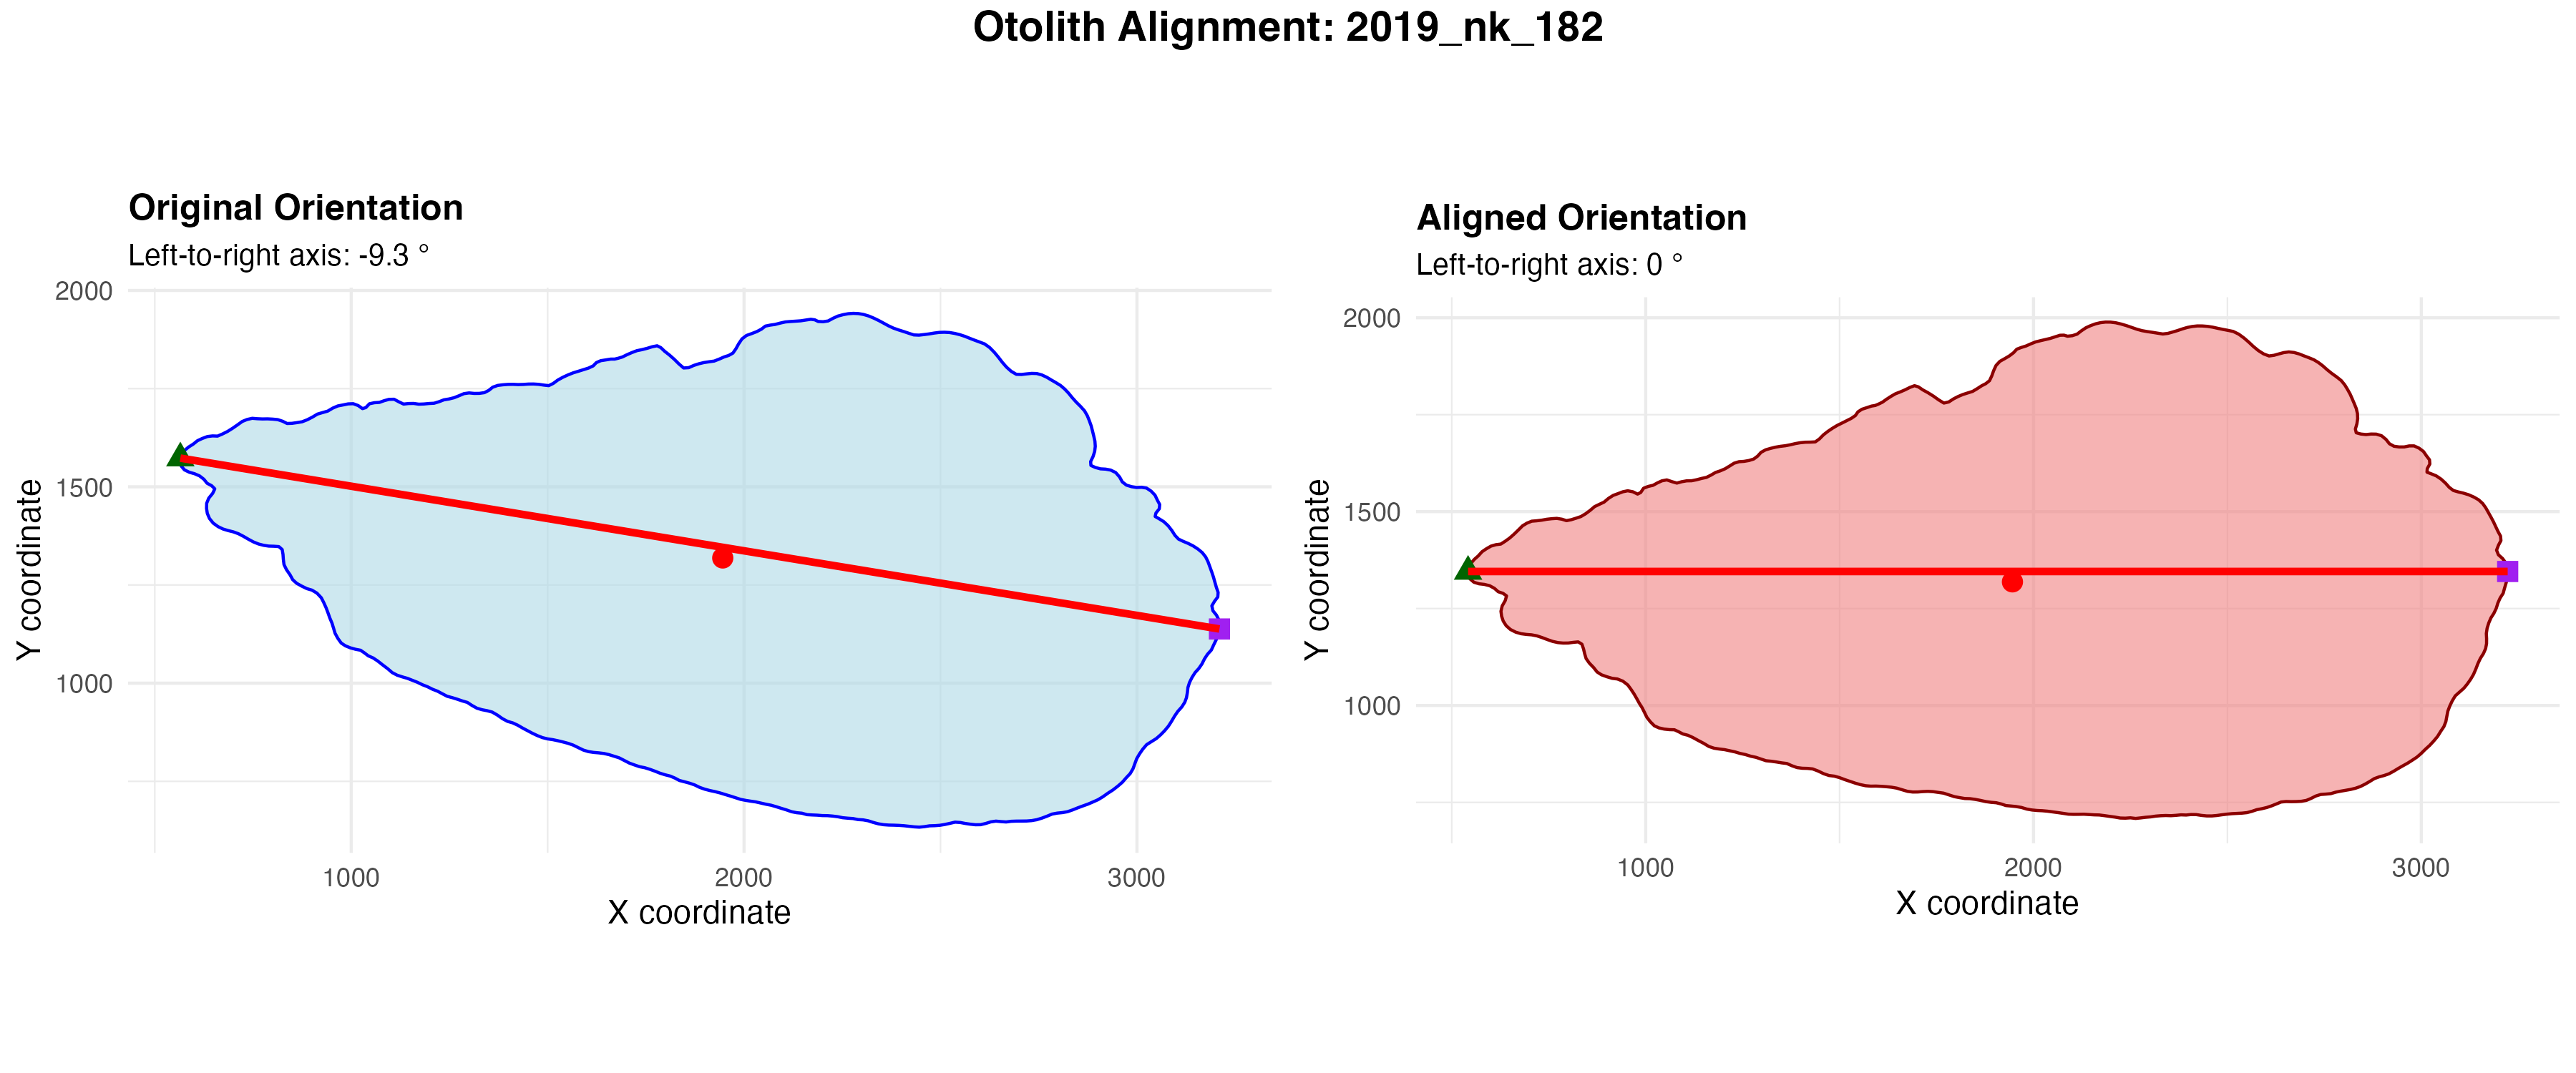 Otolith Alignment: 2019_nk_182
Original Orientation
Left-to-right axis: -9.3 °
2000
1500
1000
Y coordinate
1000 2000 3000
X coordinate
Aligned Orientation
Left-to-right axis: 0 °
2000
1500
1000
Y coordinate
1000 2000 3000
X coordinate